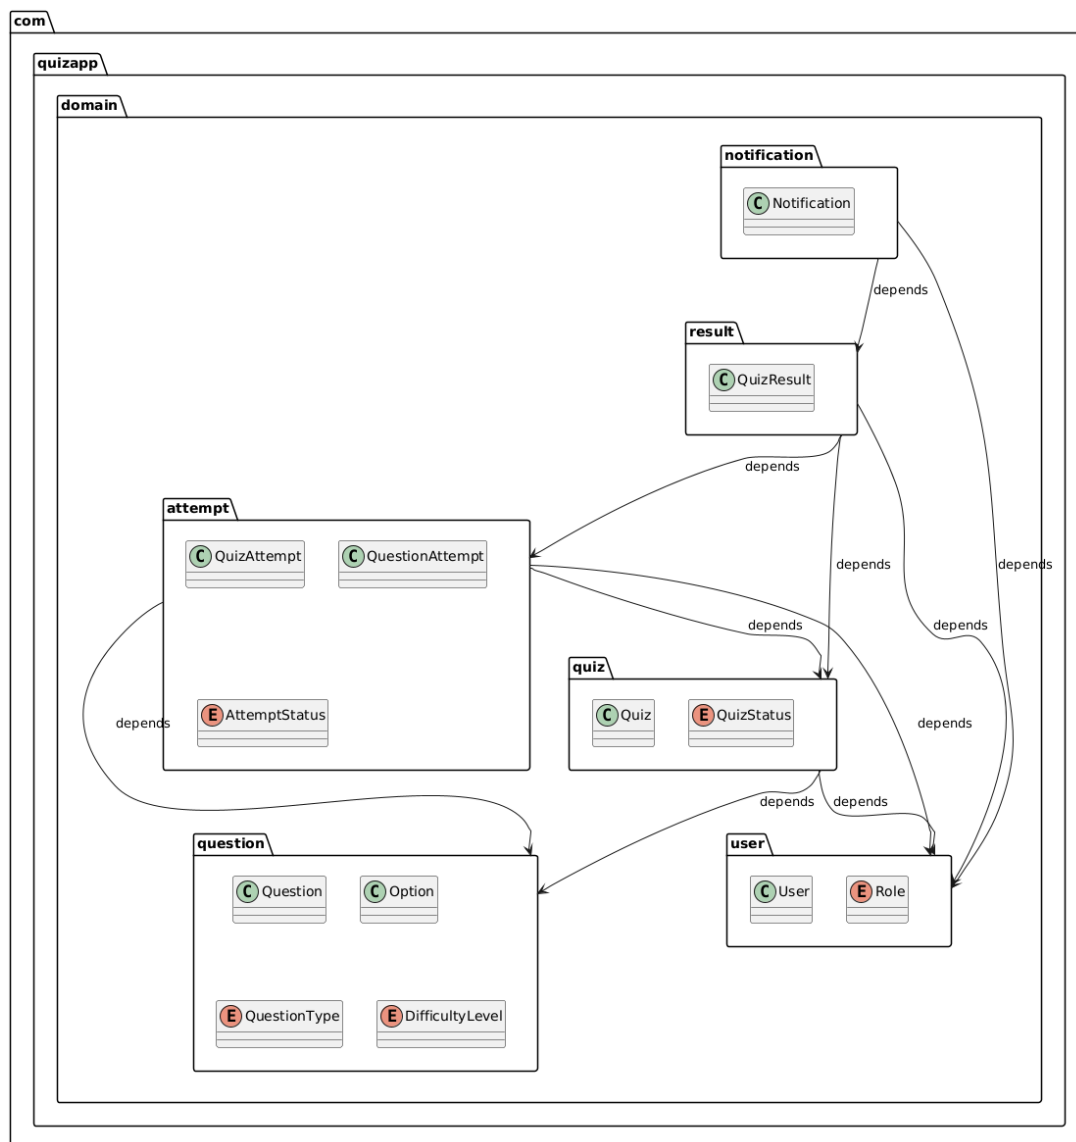 com
quizapp
domain
notification
C Notification
depends
result
C QuizResult
depends
attempt
C QuizAttempt
C QuestionAttempt
depends
depends
depends
depends
quiz
C Quiz
E QuizStatus
E AttemptStatus
depends
depends
depends
depends
question
user
C Question
C Option
C User
E Role
E QuestionType
E DifficultyLevel